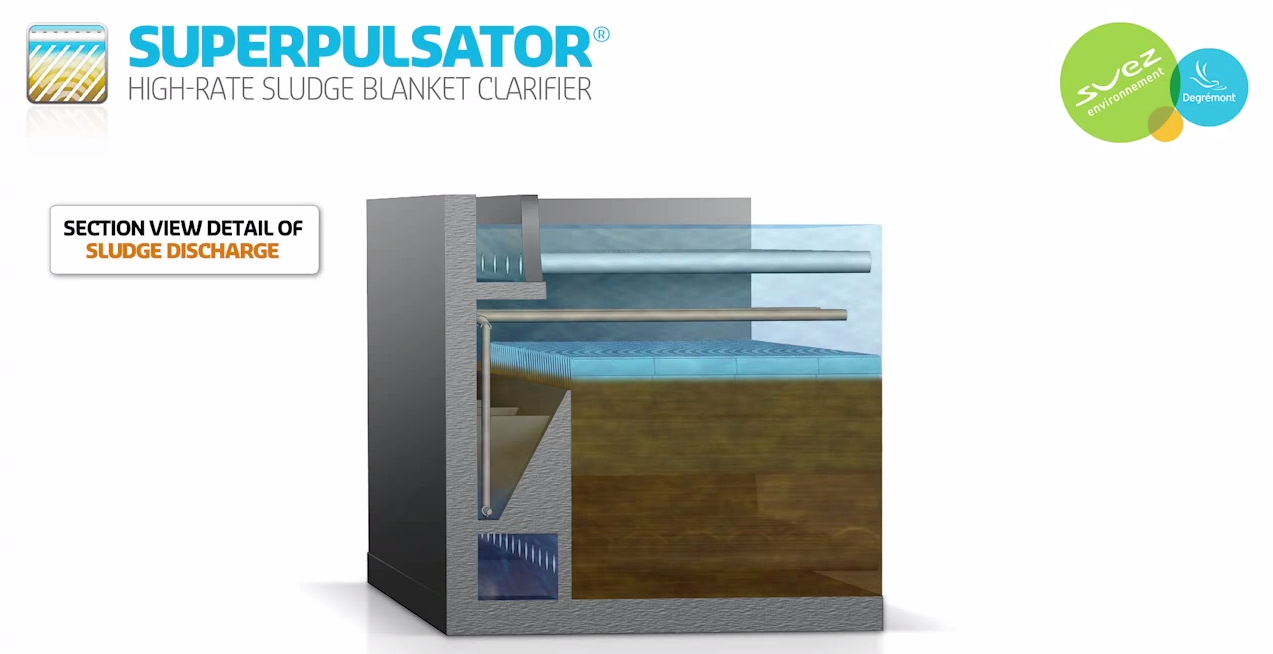 SUPERPULSATOR®
HIGH-RATE SLUDGE BLANKET CLARIFIER
suez
environnement
Degrémont
SECTION VIEW DETAIL OF
SLUDGE DISCHARGE